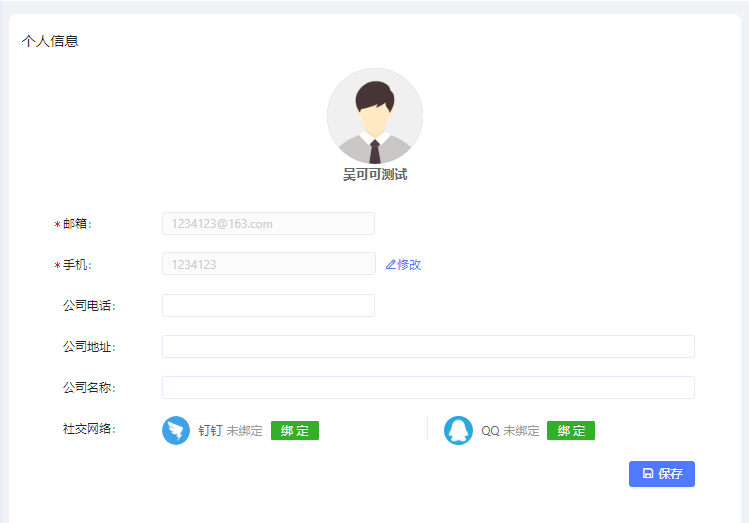 个人信息
吴可可测试
* 邮箱: 1234123@163.com
* 手机: 1234123 修改
公司电话:
公司地址:
公司名称:
社交网络: 钉钉 未绑定 绑 定 QQ 未绑定 绑 定
保存